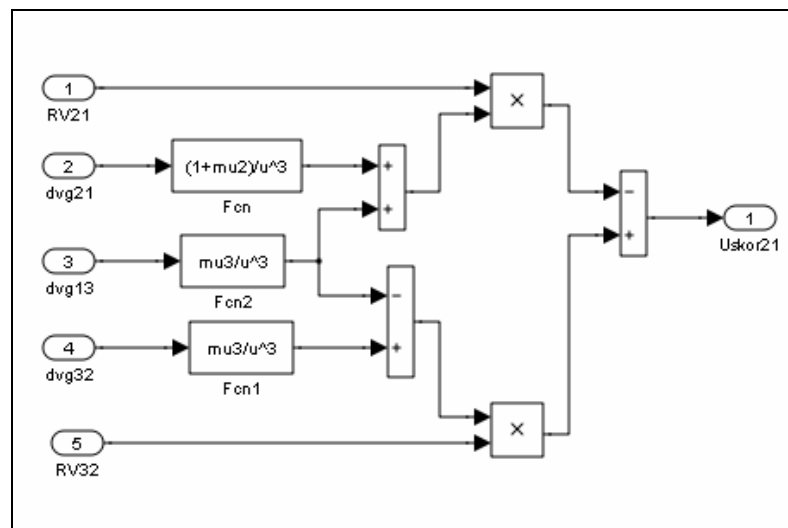 1
RV21
×
2
(1+mu2)/u^3
+
dvg21
Fcn
+
−
1
3
mu3/u^3
+
Uskor21
dvg13
Fcn2
−
4
mu3/u^3
+
dvg32
Fcn1
×
5
RV32